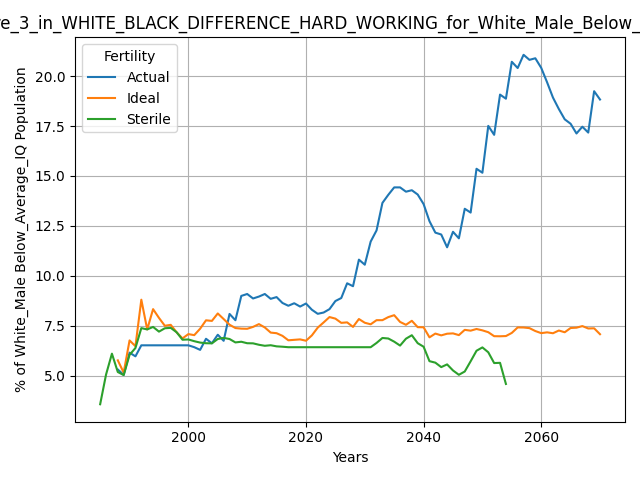 e_3_in_WHITE_BLACK_DIFFERENCE_HARD_WORKING_for_White_Male_Below_
Fertility
Actual
Ideal
Sterile
% of White_Male Below_Average_IQ Population
20.0
17.5
15.0
12.5
10.0
7.5
5.0
2000
2020
2040
2060
Years